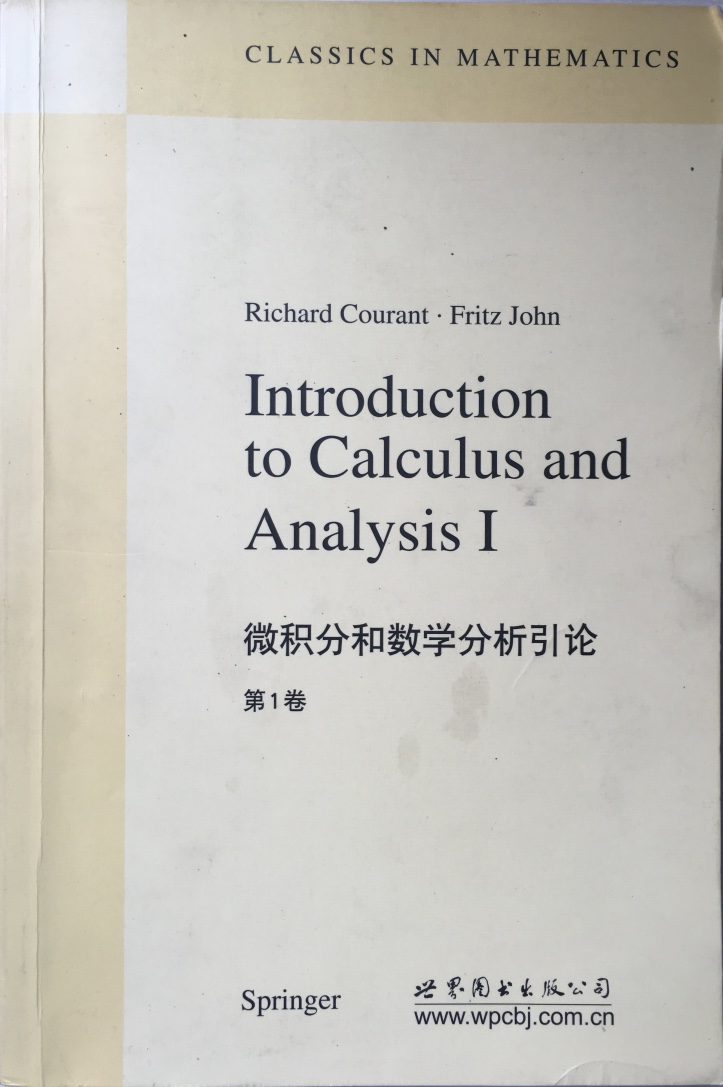 CLASSICS IN MATHEMATICS
Richard Courant · Fritz John
Introduction
to Calculus and
Analysis I
微积分和数学分析引论
第1卷
Springer
世界图书出版公司
www.wpcbj.com.cn